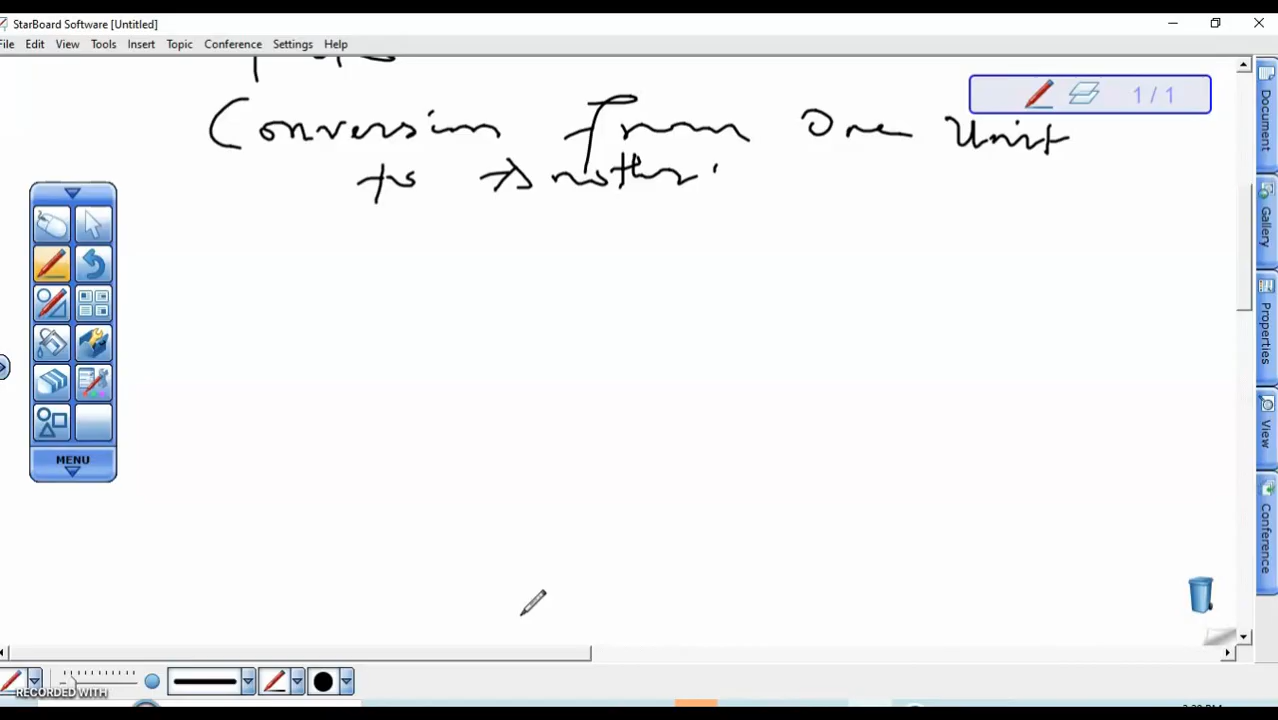 StarBoard Software [Untitled]
File Edit View Tools Insert Topic Conference Settings Help
1 / 1
Conversion from One Unit
to Another.
MENU
Document
Gallery
Properties
View
Conference
RECORDED WITH